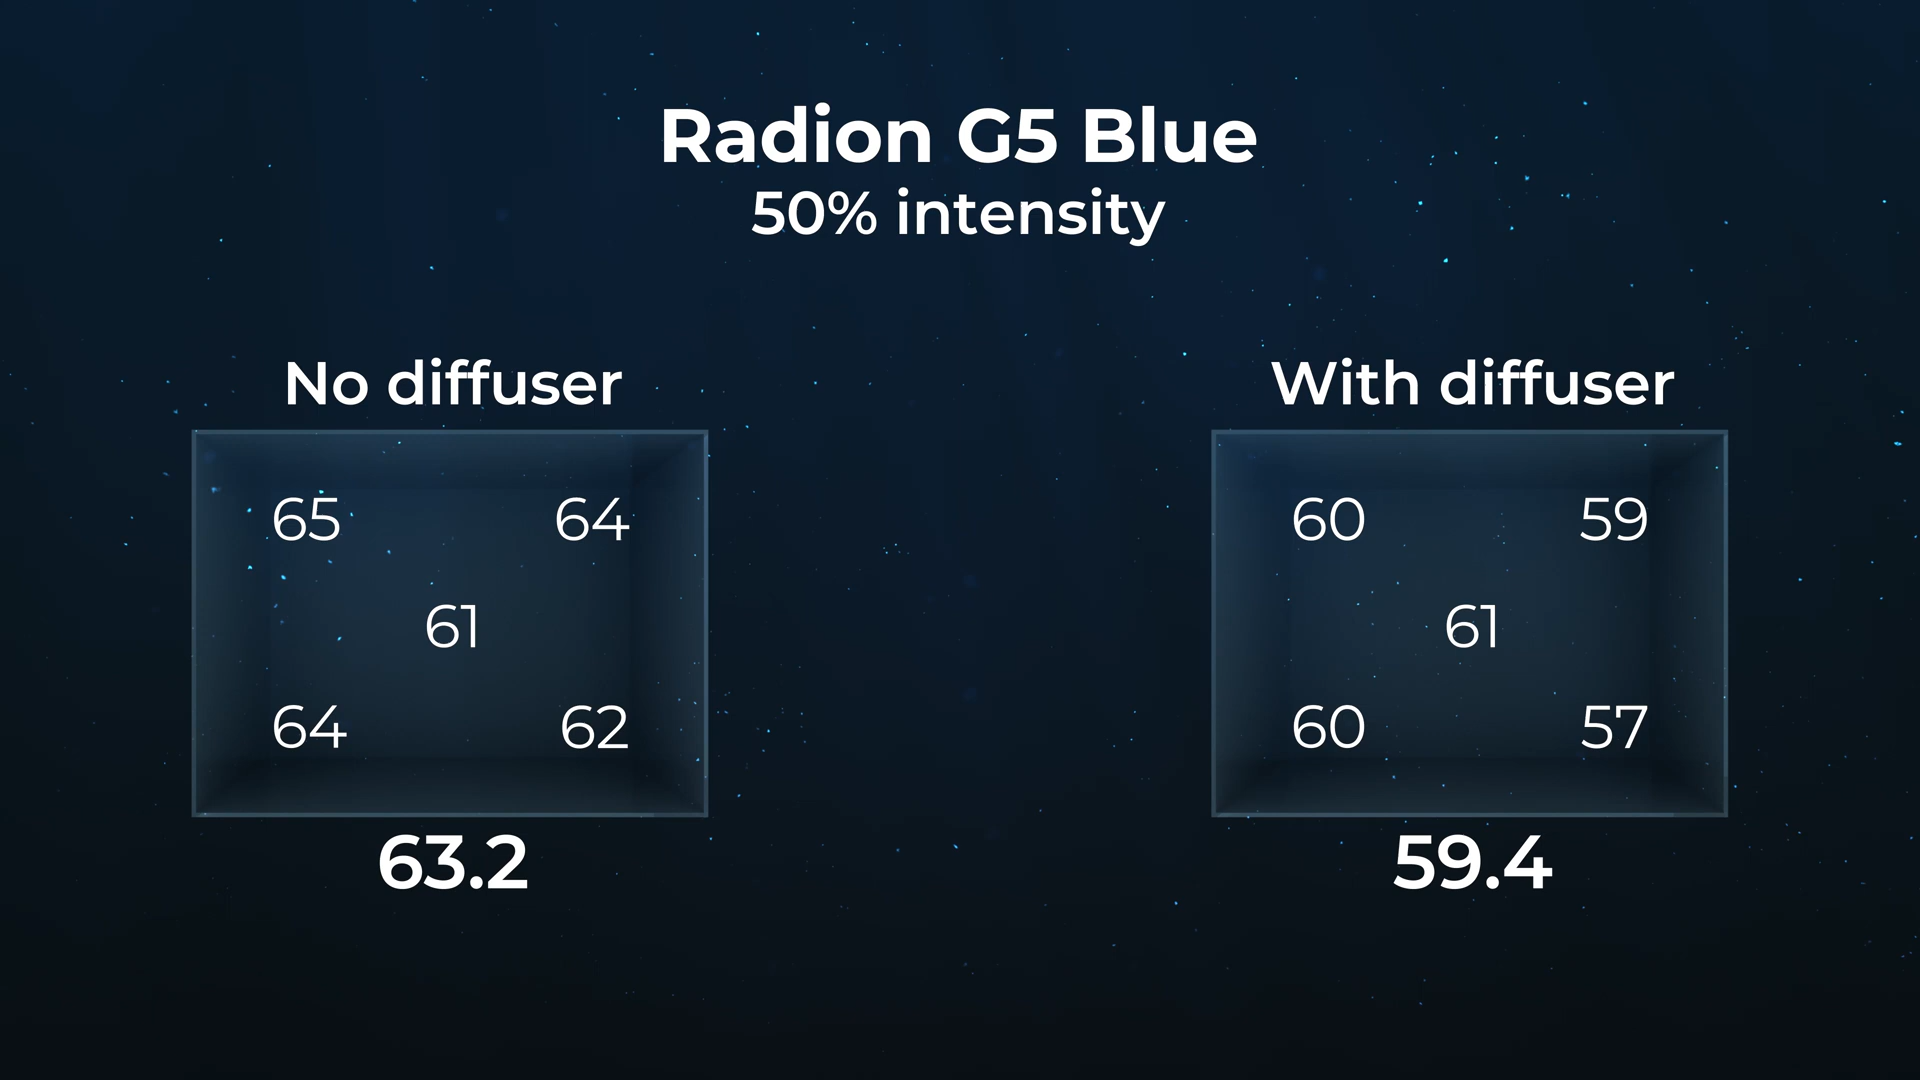 Radion G5 Blue
50% intensity
No diffuser
65 64
61
64 62
63.2
With diffuser
60 59
61
60 57
59.4